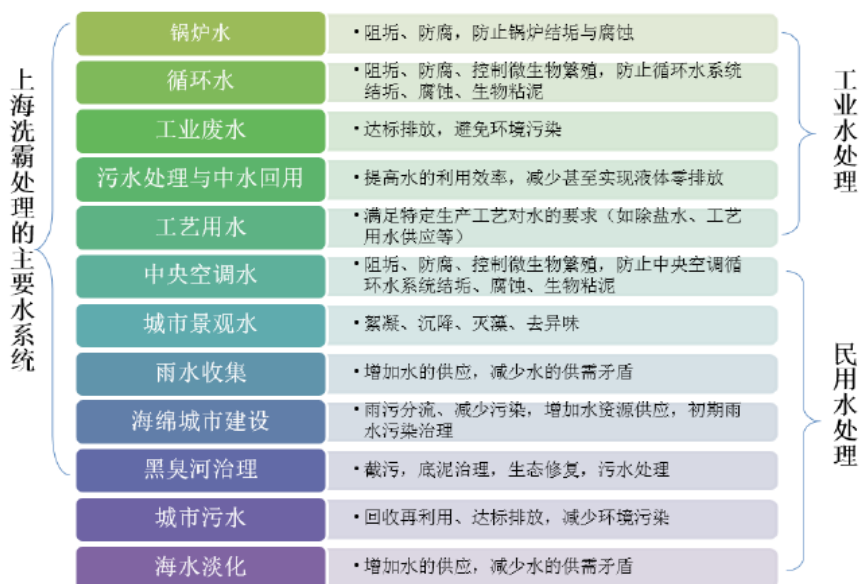 上海洗霸处理的主要水系统
锅炉水
•阻垢、防腐，防止锅炉结垢与腐蚀
循环水
•阻垢、防腐、控制微生物繁殖，防止循环水系统
结垢、腐蚀、生物粘泥
工业废水
•达标排放，避免环境污染
污水处理与中水回用
•提高水的利用效率，减少甚至实现液体零排放
工艺用水
•满足特定生产工艺对水的要求（如除盐水、工艺
用水供应等）
工业水处理
中央空调水
•阻垢、防腐、控制微生物繁殖，防止中央空调循
环水系统结垢、腐蚀、生物粘泥
城市景观水
•絮凝、沉降、灭藻、去异味
雨水收集
•增加水的供应，减少水的供需矛盾
海绵城市建设
•雨污分流、减少污染，增加水资源供应，初期雨
水污染治理
黑臭河治理
•截污，底泥治理，生态修复，污水处理
城市污水
•回收再利用、达标排放，减少环境污染
海水淡化
•增加水的供应，减少水的供需矛盾
民用水处理